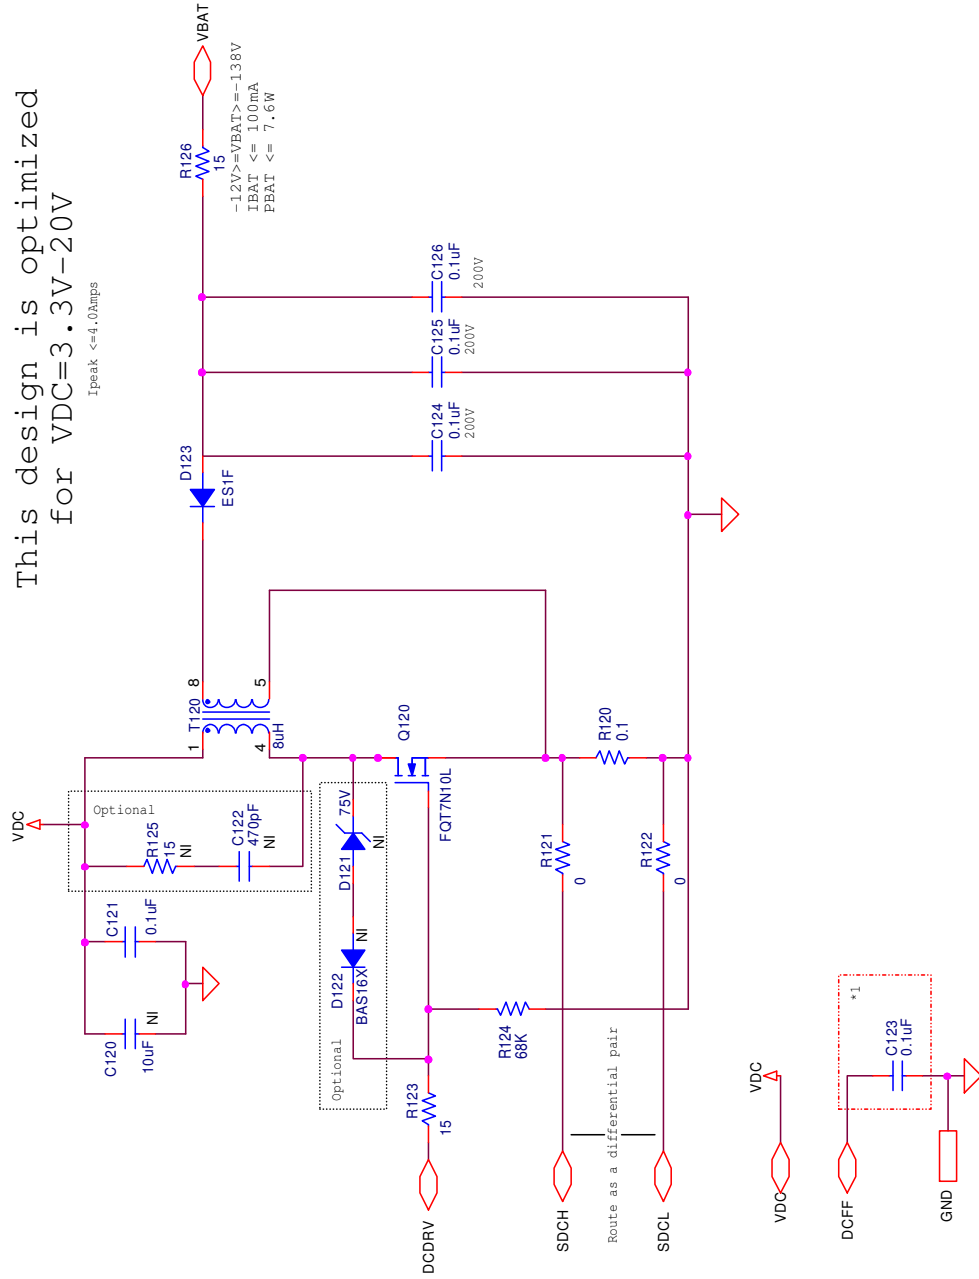 This design is optimized
for VDC=3.3V-20V
Ipeak <=4.0Amps
VDC
Optional
R125
15
NI
C122
470pF
NI
C121
0.1uF
C120
10uF
NI
1
8
T120
4
5
8uH
D123
ES1F
R126
15
VBAT
-12V>=VBAT>=-138V
IBAT <= 100mA
PBAT <= 7.6W
Optional
D122
BAS16X
NI
D121
75V
NI
Q120
FQT7N10L
C124
0.1uF
200V
C125
0.1uF
200V
C126
0.1uF
200V
DCDRV
R123
15
R124
68K
R121
0
R120
0.1
R122
0
SDCH
Route as a differential pair
SDCL
VDC
VDC
DCFF
*1
C123
0.1uF
GND